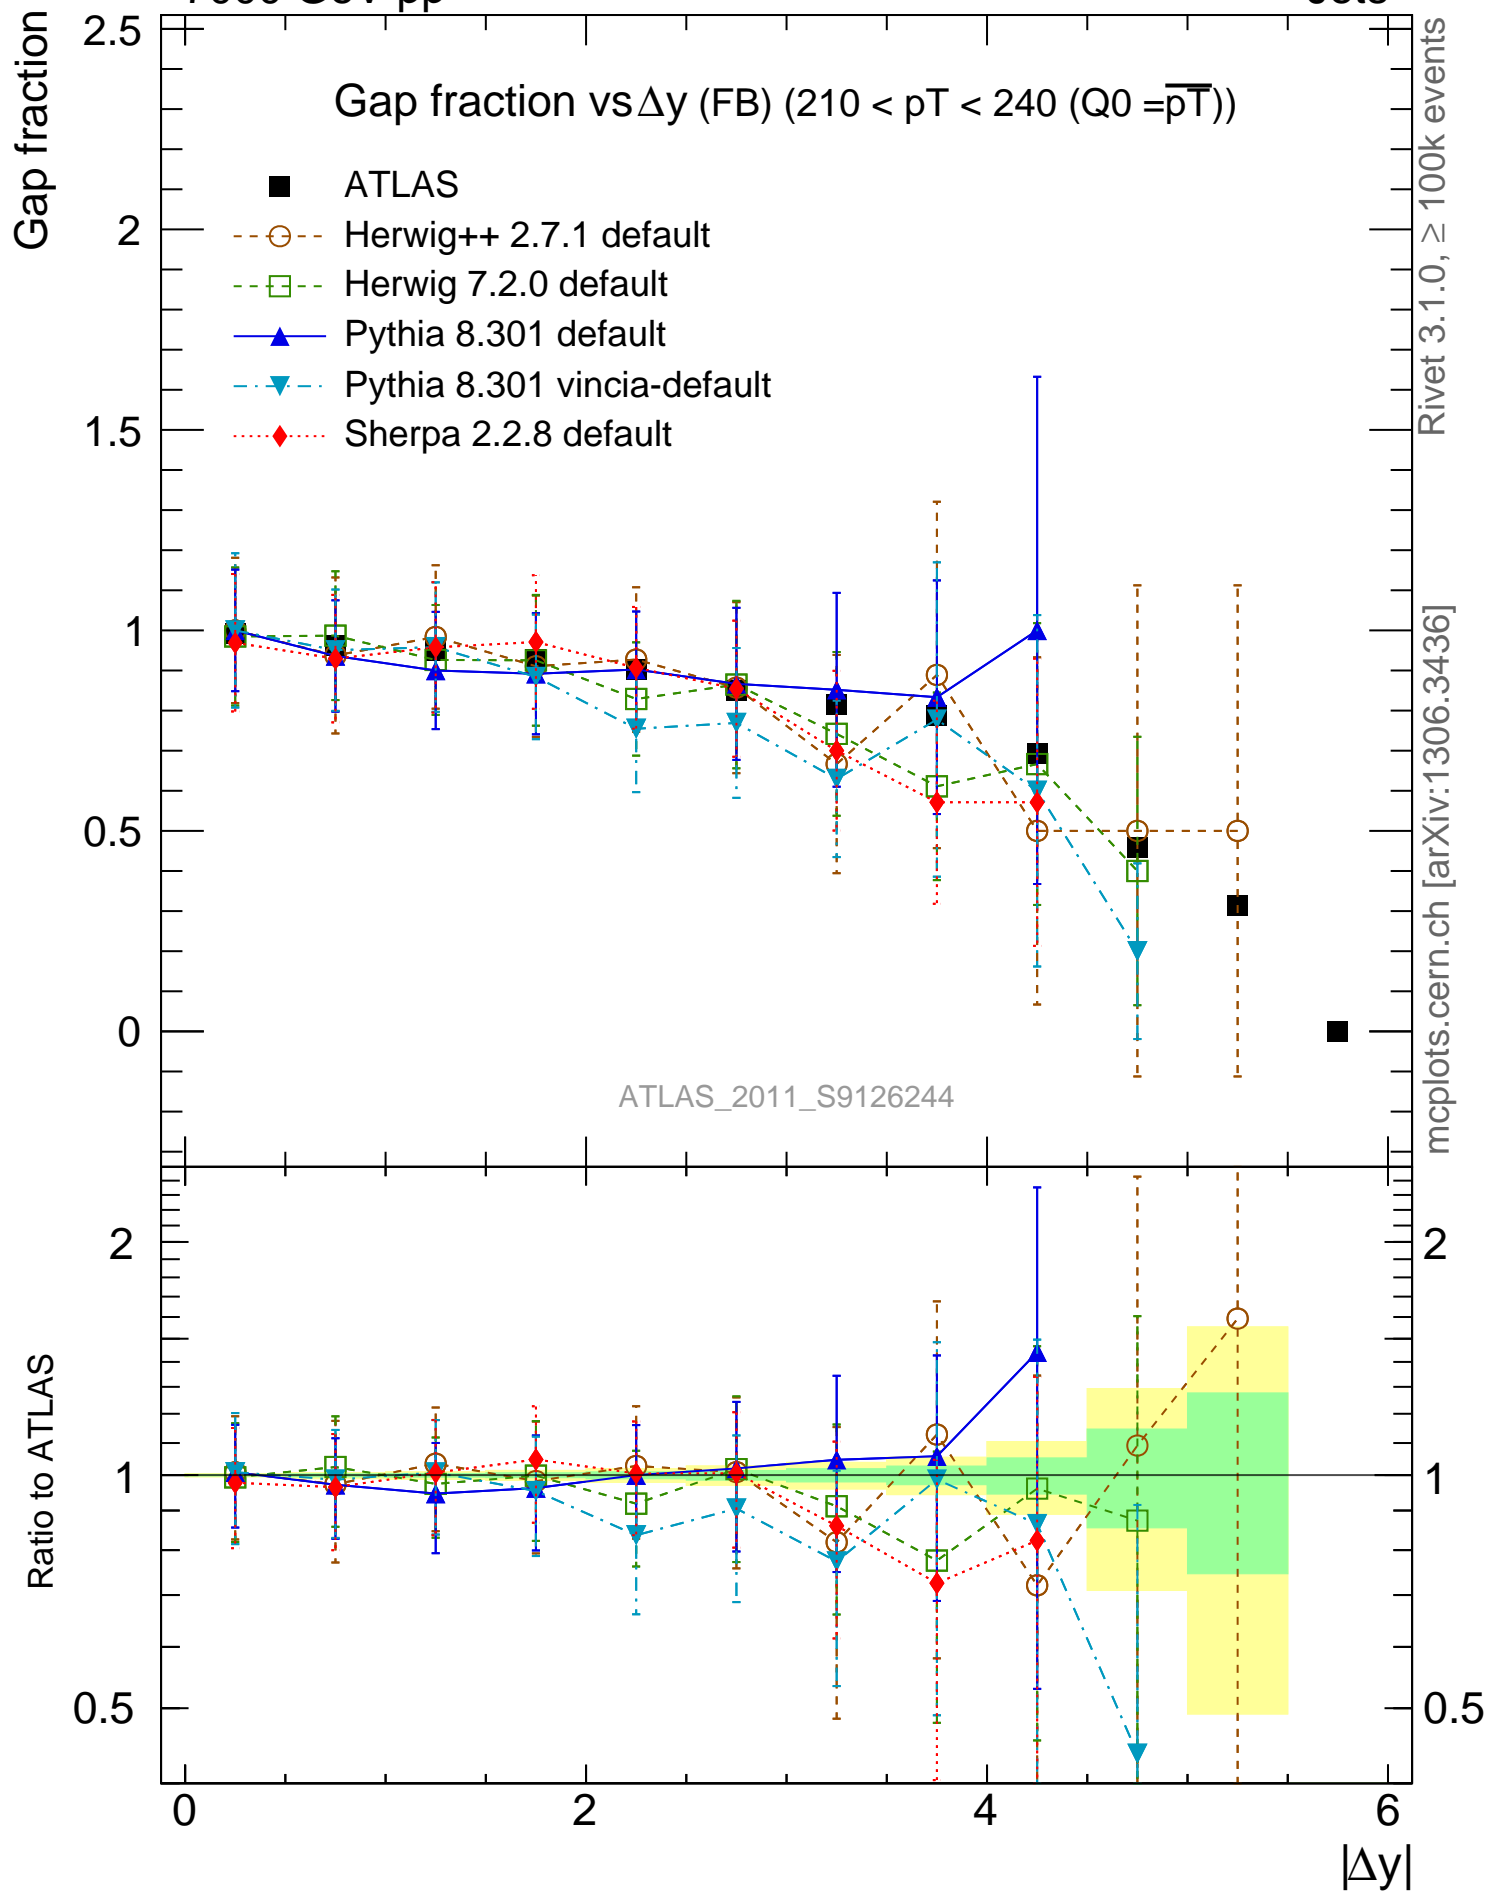 Gap fraction
2.5
2
1.5
1
0.5
0
Gap fraction vs Δy (FB) (210 < pT < 240 (Q0 = p̅T̅))
ATLAS
Herwig++ 2.7.1 default
Herwig 7.2.0 default
Pythia 8.301 default
Pythia 8.301 vincia-default
Sherpa 2.2.8 default
ATLAS_2011_S9126244
Rivet 3.1.0, ≥ 100k events
mcplots.cern.ch [arXiv:1306.3436]
Ratio to ATLAS
2
1
0.5
2
1
0.5
0
2
4
6
|Δy|